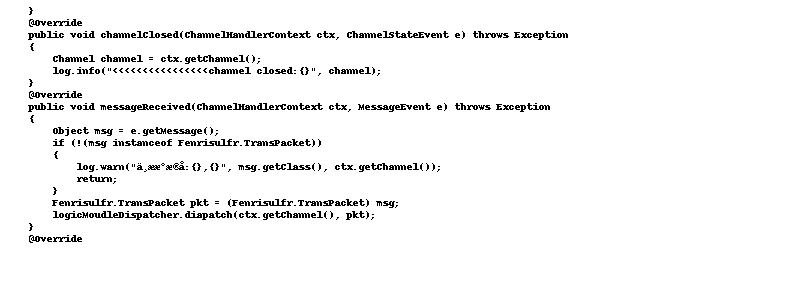 }
@Override
public void channelClosed(ChannelHandlerContext ctx, ChannelStateEvent e) throws Exception
{
Channel channel = ctx.getChannel();
log.info("<<<<<<<<<<<<<<<<channel closed:{}", channel);
}
@Override
public void messageReceived(ChannelHandlerContext ctx, MessageEvent e) throws Exception
{
Object msg = e.getMessage();
if (!(msg instanceof Fenrisulfr.TransPacket))
{
log.warn("ä¸ææ°æ®å:{},{}", msg.getClass(), ctx.getChannel());
return;
}
Fenrisulfr.TransPacket pkt = (Fenrisulfr.TransPacket) msg;
logicMoudleDispatcher.diapatch(ctx.getChannel(), pkt);
}
@Override